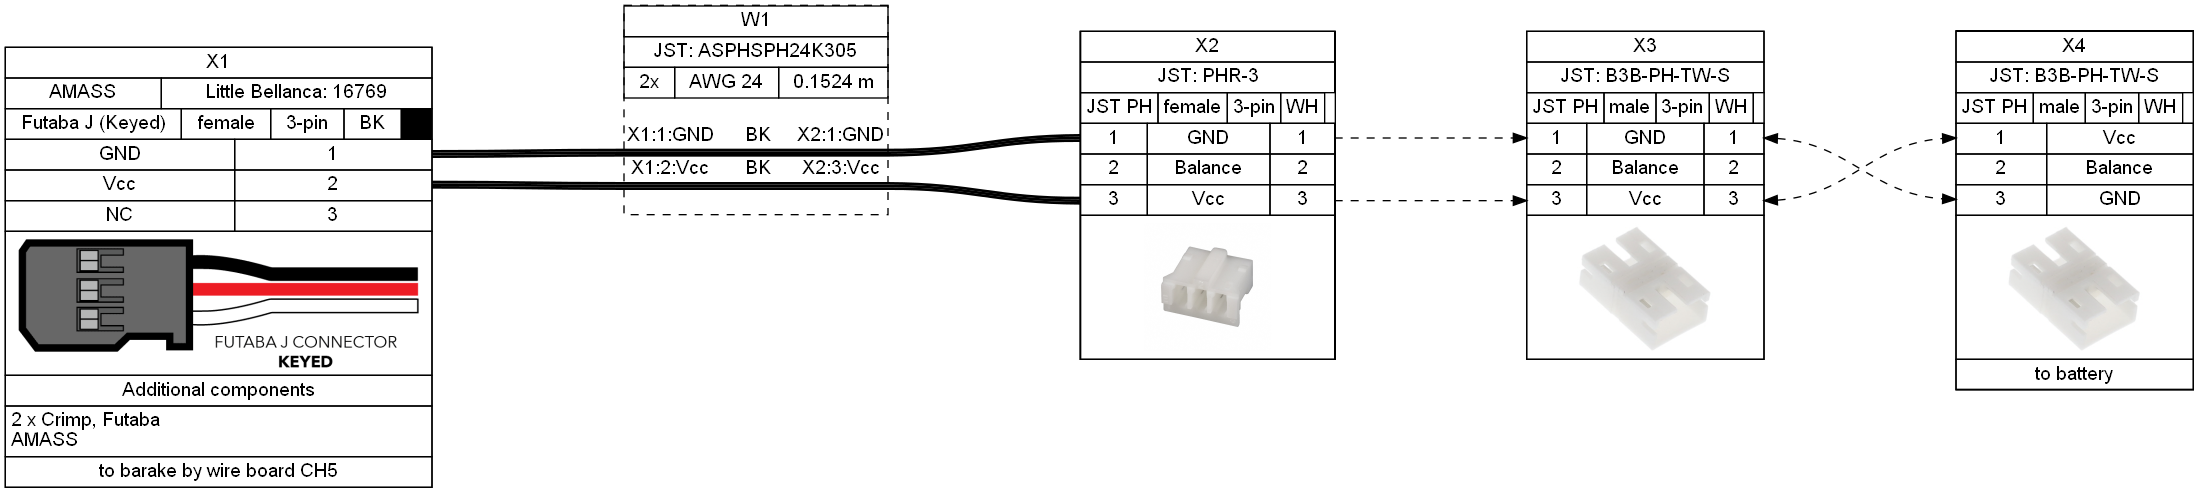 X1
AMASS Little Bellanca: 16769
Futaba J (Keyed) female 3-pin BK
GND 1
Vcc 2
NC 3
FUTABA J CONNECTOR
KEYED
Additional components
2 x Crimp, Futaba
AMASS
to barake by wire board CH5
W1
JST: ASPHSPH24K305
2x AWG 24 0.1524 m
X1:1:GND BK X2:1:GND
X1:2:Vcc BK X2:3:Vcc
X2
JST: PHR-3
JST PH female 3-pin WH
1 GND 1
2 Balance 2
3 Vcc 3
X3
JST: B3B-PH-TW-S
JST PH male 3-pin WH
1 GND 1
2 Balance 2
3 Vcc 3
X4
JST: B3B-PH-TW-S
JST PH male 3-pin WH
1 Vcc
2 Balance
3 GND
to battery